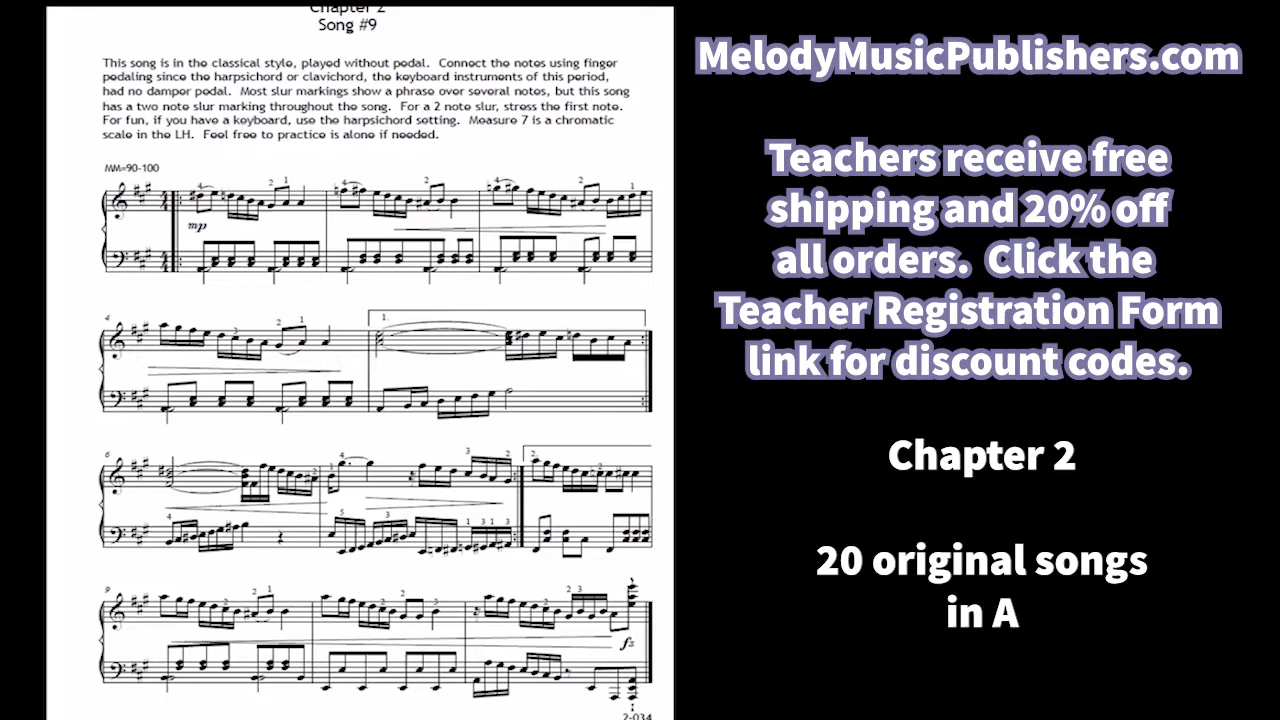 Chapter 2
Song #9
This song is in the classical style, played without pedal. Connect the notes using finger
pedaling since the harpsichord or clavichord, the keyboard instruments of this period,
had no damper pedal. Most slur markings show a phrase over several notes, but this song
has a two note slur marking throughout the song. For a 2 note slur, stress the first note.
For fun, if you have a keyboard, use the harpsichord setting. Measure 7 is a chromatic
scale in the LH. Feel free to practice is alone if needed.
MM=90-100
mp
4
1.
6
2.
9
fz
2-034
MelodyMusicPublishers.com
Teachers receive free
shipping and 20% off
all orders. Click the
Teacher Registration Form
link for discount codes.
Chapter 2
20 original songs
in A